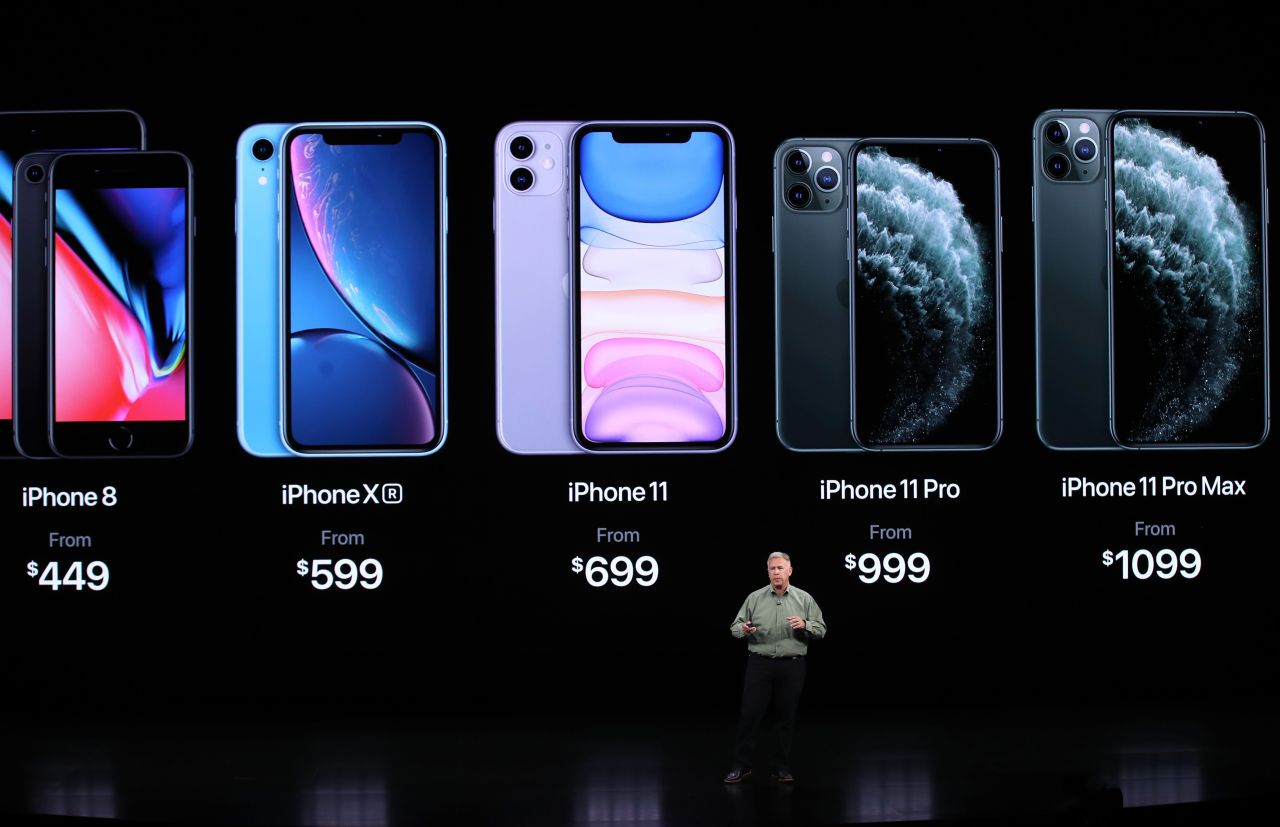 iPhone 8
From
$449
iPhone XR
From
$599
iPhone 11
From
$699
iPhone 11 Pro
From
$999
iPhone 11 Pro Max
From
$1099